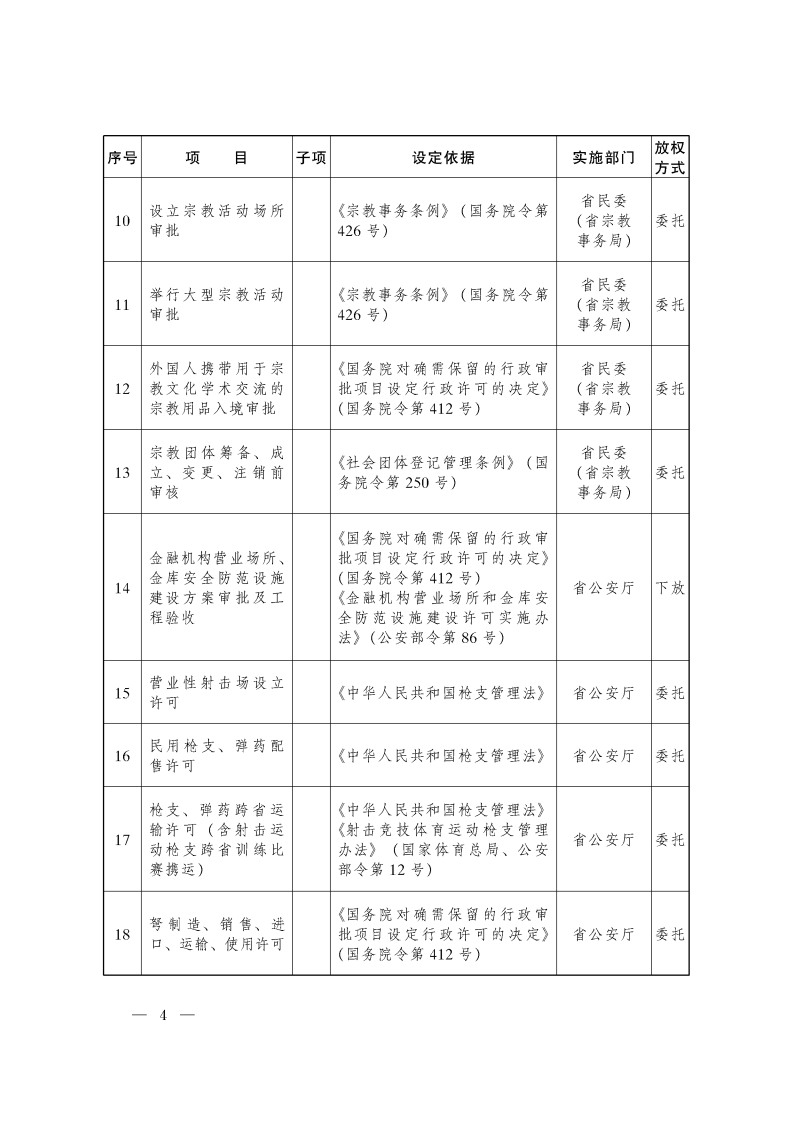 序号 项 目 子项 设定依据 实施部门 放权
方式
10 设立宗教活动场所
审批
《宗教事务条例》（国务院令第
426 号）
省民委
（省宗教
事务局）
委托
11 举行大型宗教活动
审批
《宗教事务条例》（国务院令第
426 号）
省民委
（省宗教
事务局）
委托
12 外国人携带用于宗
教文化学术交流的
宗教用品入境审批
《国务院对确需保留的行政审
批项目设定行政许可的决定》
（国务院令第 412 号）
省民委
（省宗教
事务局）
委托
13 宗教团体筹备、成
立、变更、注销前
审核
《社会团体登记管理条例》（国
务院令第 250 号）
省民委
（省宗教
事务局）
委托
14 金融机构营业场所、
金库安全防范设施
建设方案审批及工
程验收
《国务院对确需保留的行政审
批项目设定行政许可的决定》
（国务院令第 412 号）
《金融机构营业场所和金库安
全防范设施建设许可实施办
法》（公安部令第 86 号）
省公安厅
下放
15 营业性射击场设立
许可
《中华人民共和国枪支管理法》
省公安厅
委托
16 民用枪支、弹药配
售许可
《中华人民共和国枪支管理法》
省公安厅
委托
17 枪支、弹药跨省运
输许可（含射击运
动枪支跨省训练比
赛携运）
《中华人民共和国枪支管理法》
《射击竞技体育运动枪支管理
办法》（国家体育总局、公安
部令第 12 号）
省公安厅
委托
18 弩制造、销售、进
口、运输、使用许可
《国务院对确需保留的行政审
批项目设定行政许可的决定》
（国务院令第 412 号）
省公安厅
委托
— 4 —